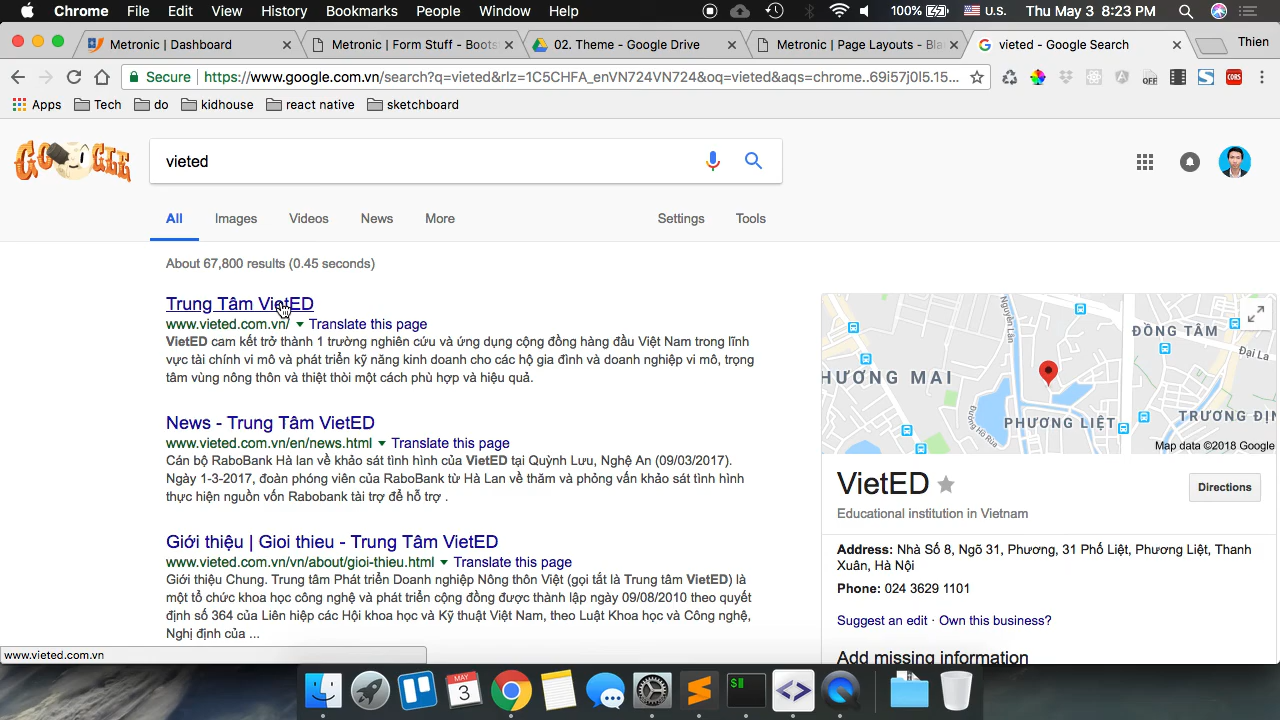 Chrome File Edit View History Bookmarks People Window Help 100% U.S. Thu May 3 8:23 PM
Metronic | Dashboard
Metronic | Form Stuff - Boots
02. Theme - Google Drive
Metronic | Page Layouts - Bla
vieted - Google Search
Thien
Secure https://www.google.com.vn/search?q=vieted&rlz=1C5CHFA_enVN724VN724&oq=vieted&aqs=chrome..69i57j0l5.15... OFF CORS
Apps Tech do kidhouse react native sketchboard
vieted
All Images Videos News More Settings Tools
About 67,800 results (0.45 seconds)
Trung Tâm VietED
www.vieted.com.vn/ Translate this page
VietED cam kết trở thành 1 trường nghiên cứu và ứng dụng cộng đồng hàng đầu Việt Nam trong lĩnh
vực tài chính vi mô và phát triển kỹ năng kinh doanh cho các hộ gia đình và doanh nghiệp vi mô, trọng
tâm vùng nông thôn và thiệt thòi một cách phù hợp và hiệu quả.
News - Trung Tâm VietED
www.vieted.com.vn/en/news.html Translate this page
Cán bộ RaboBank Hà lan về khảo sát tình hình của VietED tại Quỳnh Lưu, Nghệ An (09/03/2017).
Ngày 1-3-2017, đoàn phóng viên của RaboBank từ Hà Lan về thăm và phỏng vấn khảo sát tình hình
thực hiện nguồn vốn Rabobank tài trợ để hỗ trợ .
Giới thiệu | Gioi thieu - Trung Tâm VietED
www.vieted.com.vn/vn/about/gioi-thieu.html Translate this page
Giới thiệu Chung. Trung tâm Phát triển Doanh nghiệp Nông thôn Việt (gọi tắt là Trung tâm VietED) là
một tổ chức khoa học công nghệ và phát triển cộng đồng được thành lập ngày 09/08/2010 theo quyết
định số 364 của Liên hiệp các Hội khoa học và Kỹ thuật Việt Nam, theo Luật Khoa học và Công nghệ,
Nghị định của ...
www.vieted.com.vn
HƯƠNG MAI
Nguyễn Lân
ĐỒNG TÂM
Đại La
Đường Hồ Rùa
PHƯƠNG LIỆT
TRƯƠNG ĐỊN
Map data ©2018 Google
VietED
Directions
Educational institution in Vietnam
Address: Nhà Số 8, Ngõ 31, Phương, 31 Phố Liệt, Phương Liệt, Thanh
Xuân, Hà Nội
Phone: 024 3629 1101
Suggest an edit · Own this business?
Add missing information
MAY
3